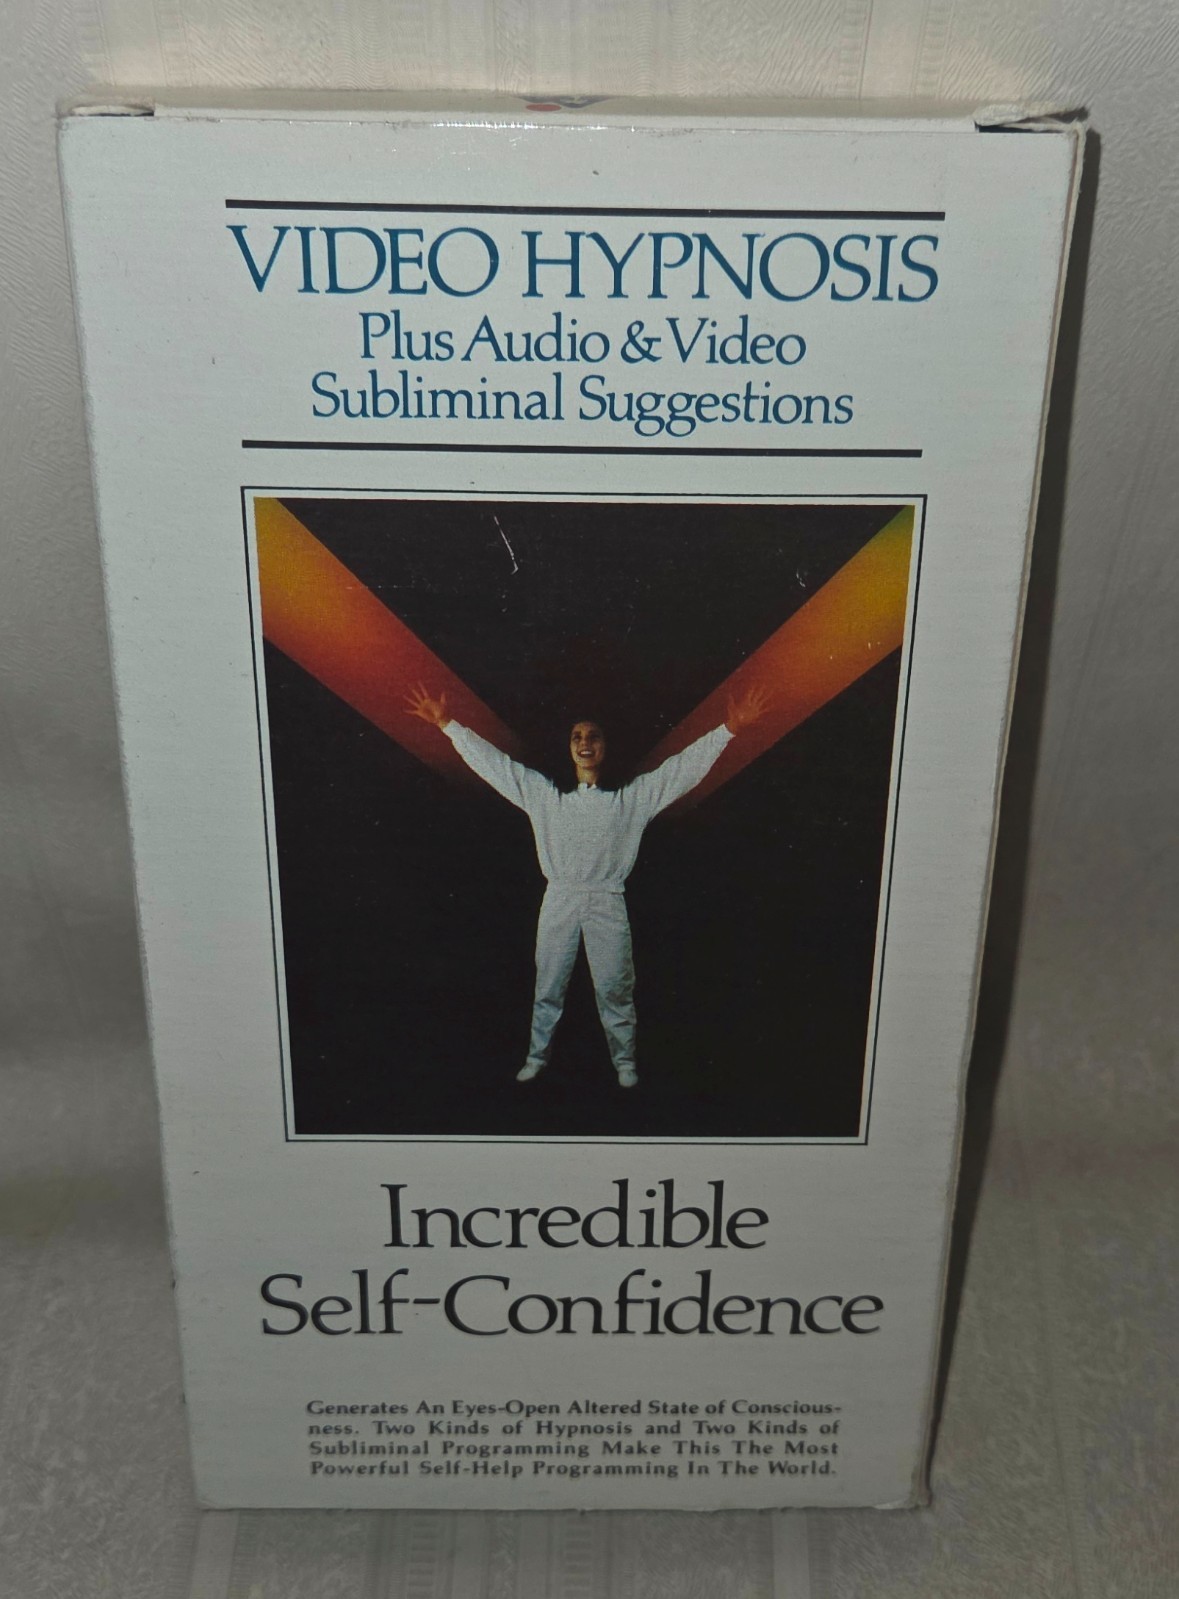 VIDEO HYPNOSIS
Plus Audio & Video
Subliminal Suggestions
Incredible
Self-Confidence
Generates An Eyes-Open Altered State of Conscious-
ness. Two Kinds of Hypnosis and Two Kinds of
Subliminal Programming Make This The Most
Powerful Self-Help Programming In The World.